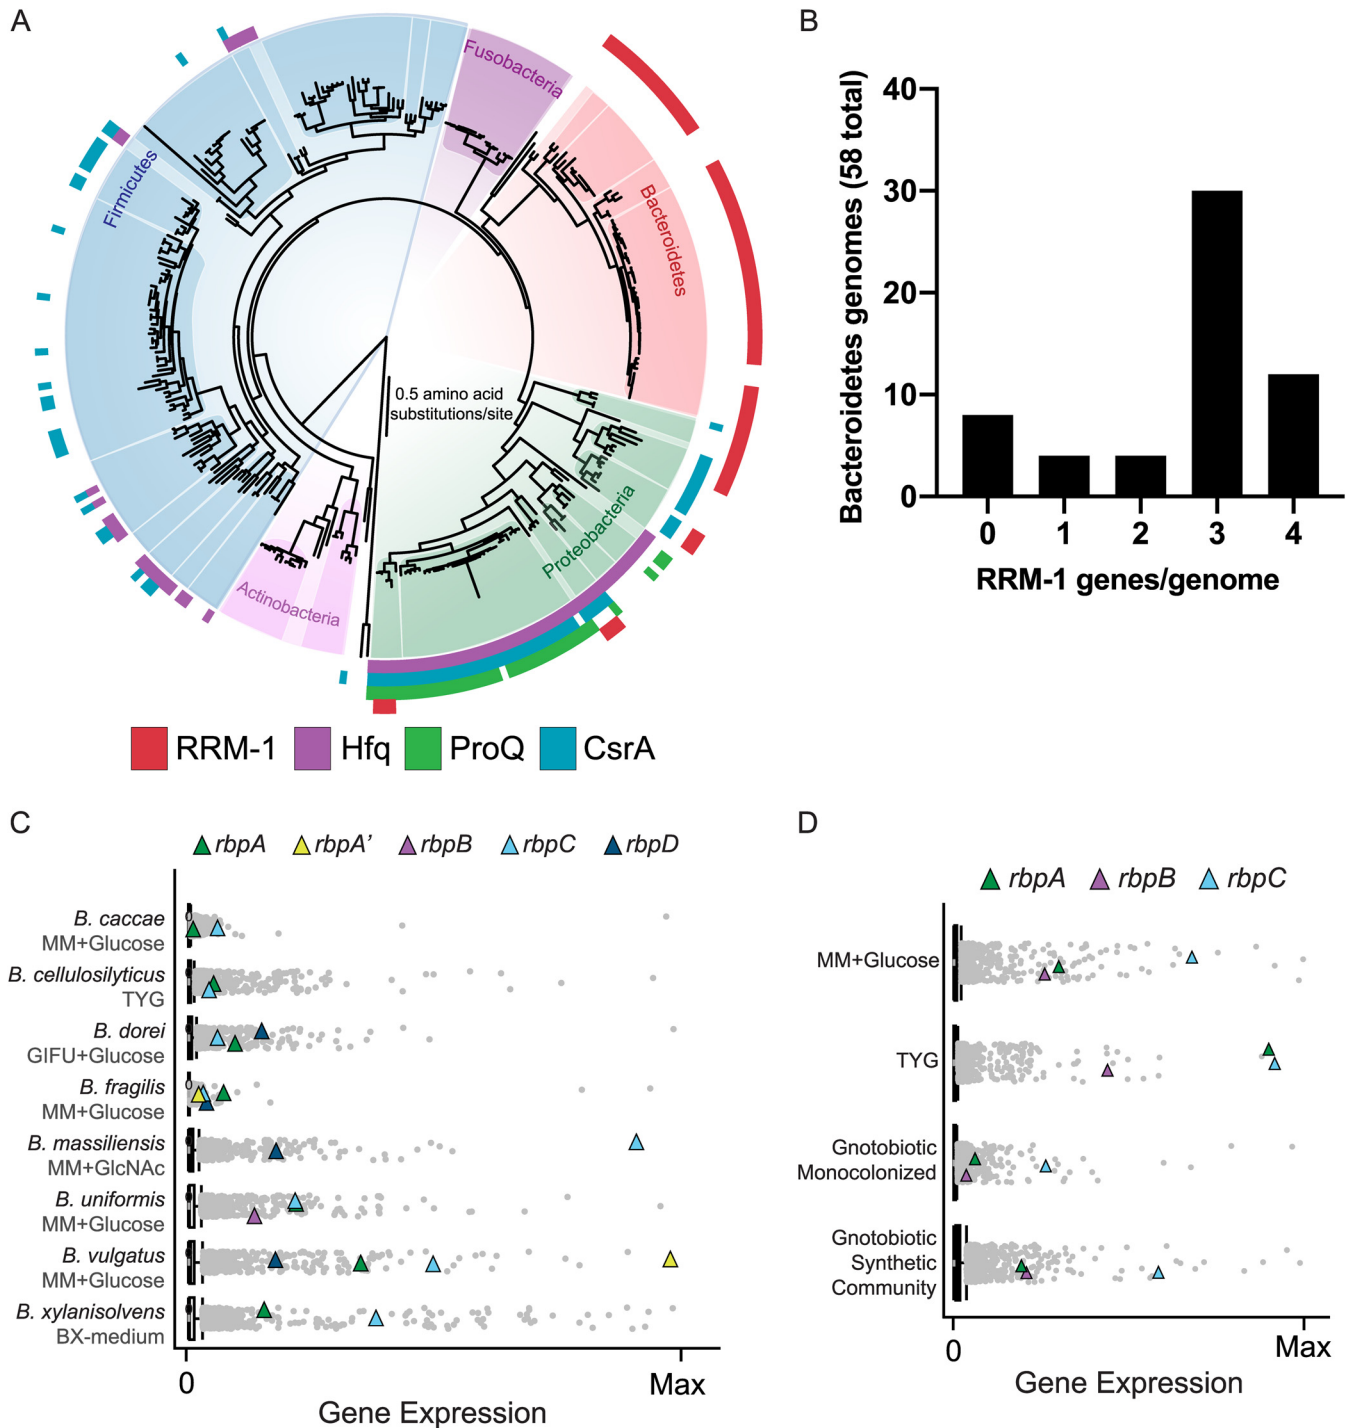 A
Fusobacteria
Bacteroidetes
Firmicutes
0.5 amino acid
substitutions/site
Proteobacteria
Actinobacteria
RRM-1
Hfq
ProQ
CsrA
B
Bacteroidetes genomes (58 total)
40
30
20
10
0
0 1 2 3 4
RRM-1 genes/genome
C
rbpA rbpA’ rbpB rbpC rbpD
B. caccae
MM+Glucose
B. cellulosilyticus
TYG
B. dorei
GIFU+Glucose
B. fragilis
MM+Glucose
B. massiliensis
MM+GlcNAc
B. uniformis
MM+Glucose
B. vulgatus
MM+Glucose
B. xylanisolvens
BX-medium
0 Max
Gene Expression
D
rbpA rbpB rbpC
MM+Glucose
TYG
Gnotobiotic
Monocolonized
Gnotobiotic
Synthetic
Community
0 Max
Gene Expression